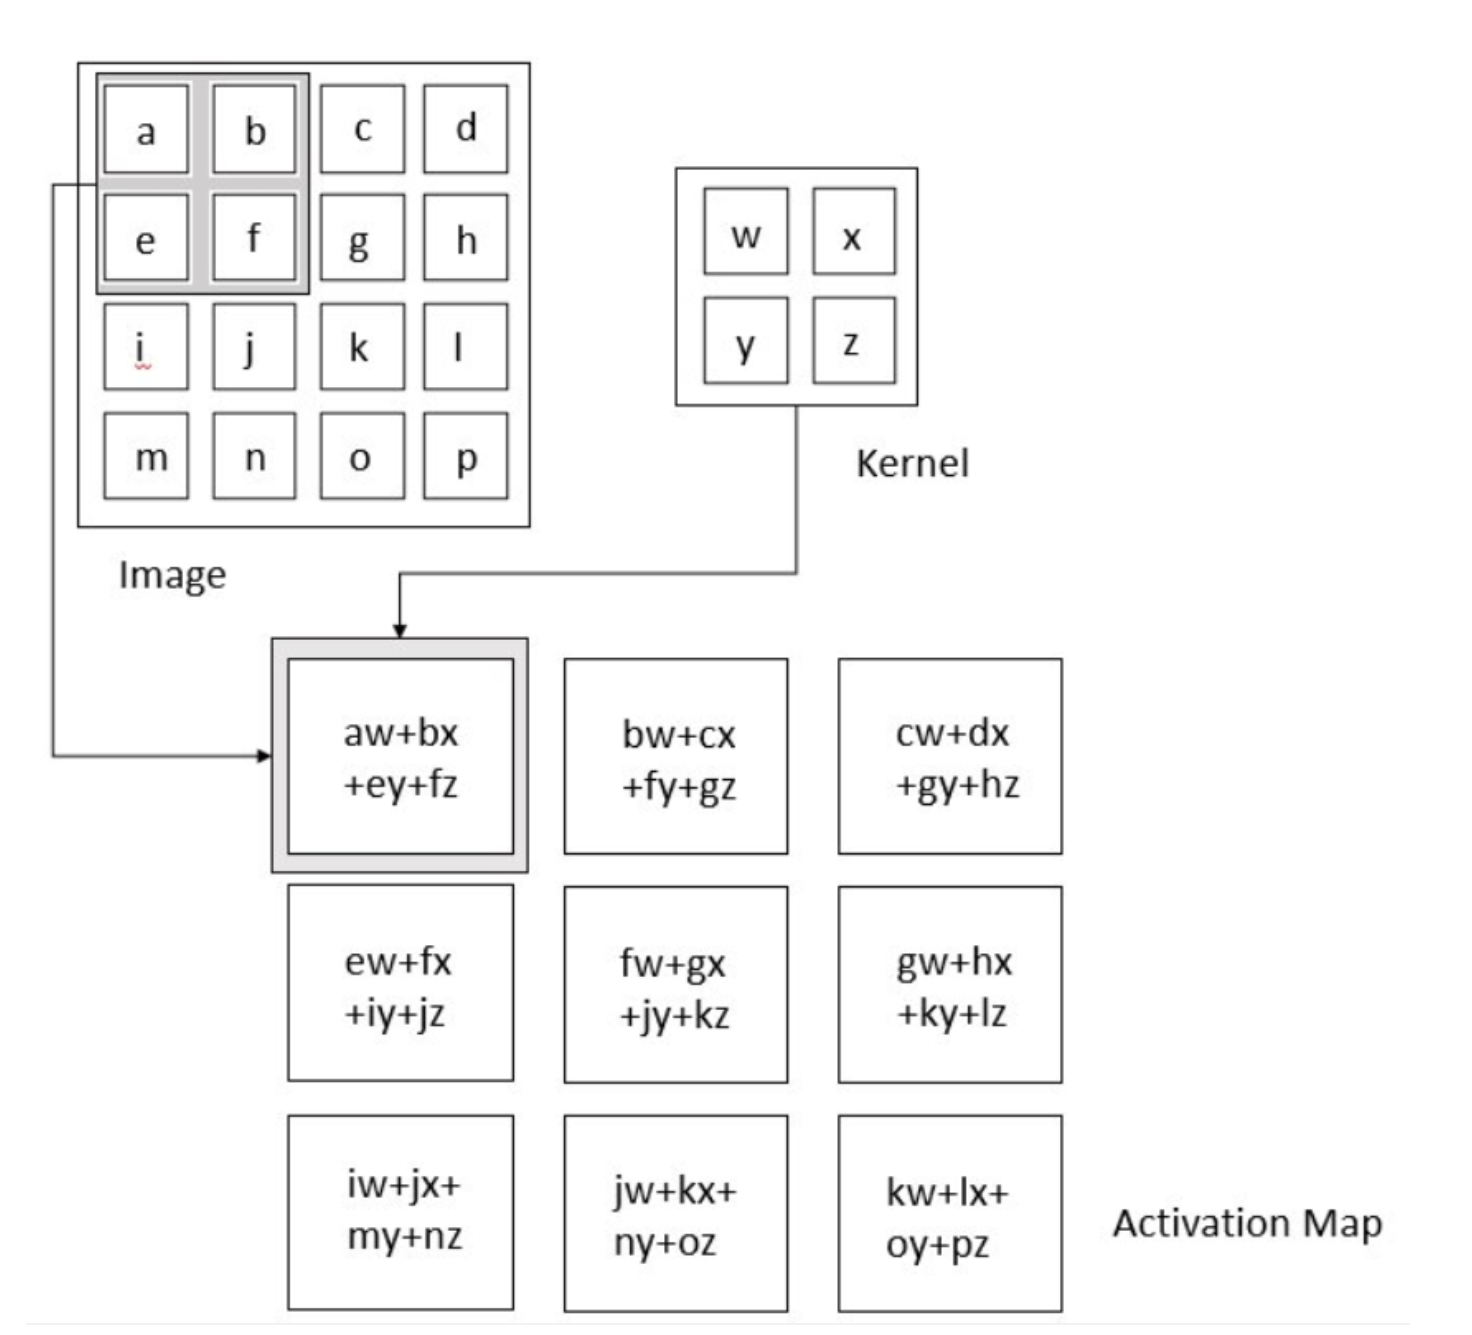 a b c d
e f g h
i j k l
m n o p
Image
w x
y z
Kernel
aw+bx
+ey+fz
bw+cx
+fy+gz
cw+dx
+gy+hz
ew+fx
+iy+jz
fw+gx
+jy+kz
gw+hx
+ky+lz
iw+jx+
my+nz
jw+kx+
ny+oz
kw+lx+
oy+pz
Activation Map